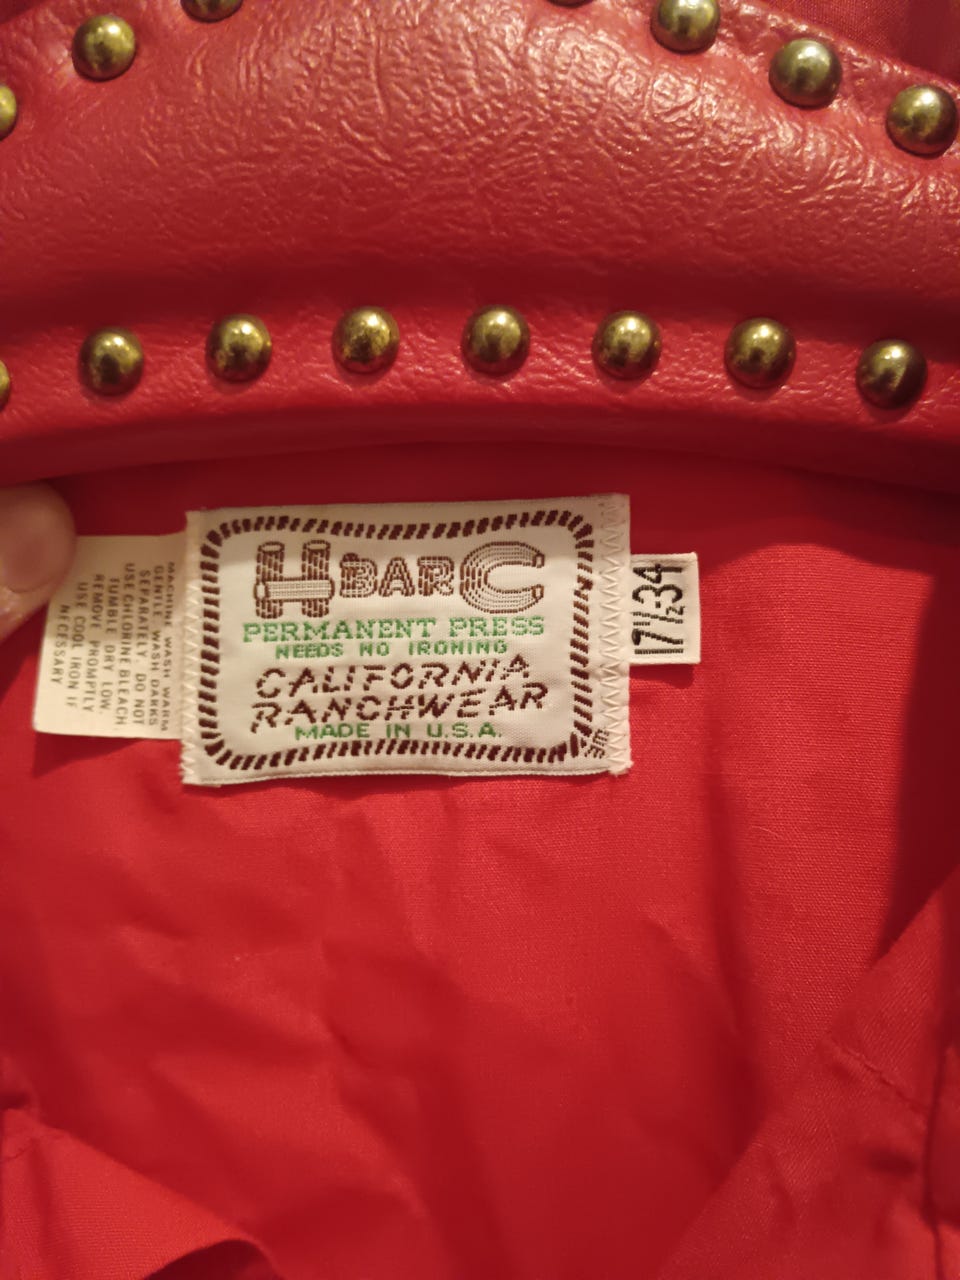 H BAR C
PERMANENT PRESS
NEEDS NO IRONING
CALIFORNIA
RANCHWEAR
MADE IN U.S.A.
17½-34
MACHINE WASH WARM
GENTLE. WASH DARKS
SEPARATELY. DO NOT
USE CHLORINE BLEACH
TUMBLE DRY LOW.
REMOVE PROMPTLY
USE COOL IRON IF
NECESSARY